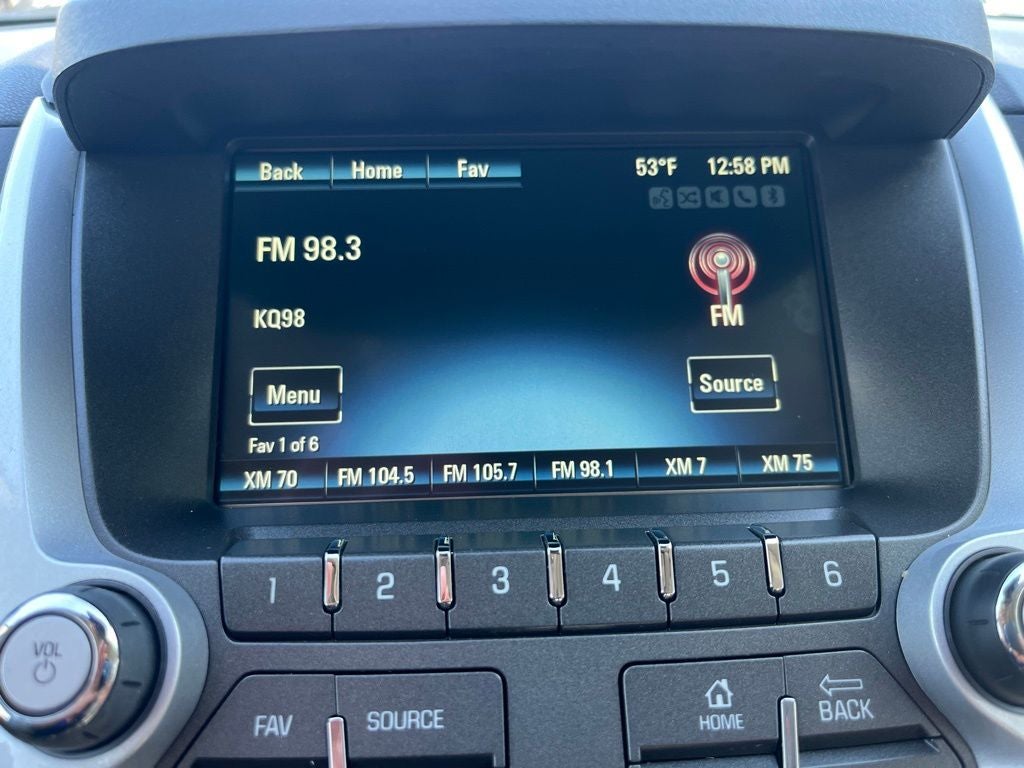 Back Home Fav 53°F 12:58 PM
FM 98.3
FM
KQ98
Menu Source
Fav 1 of 6
XM 70 FM 104.5 FM 105.7 FM 98.1 XM 7 XM 75
1 2 3 4 5 6
VOL
FAV SOURCE HOME BACK